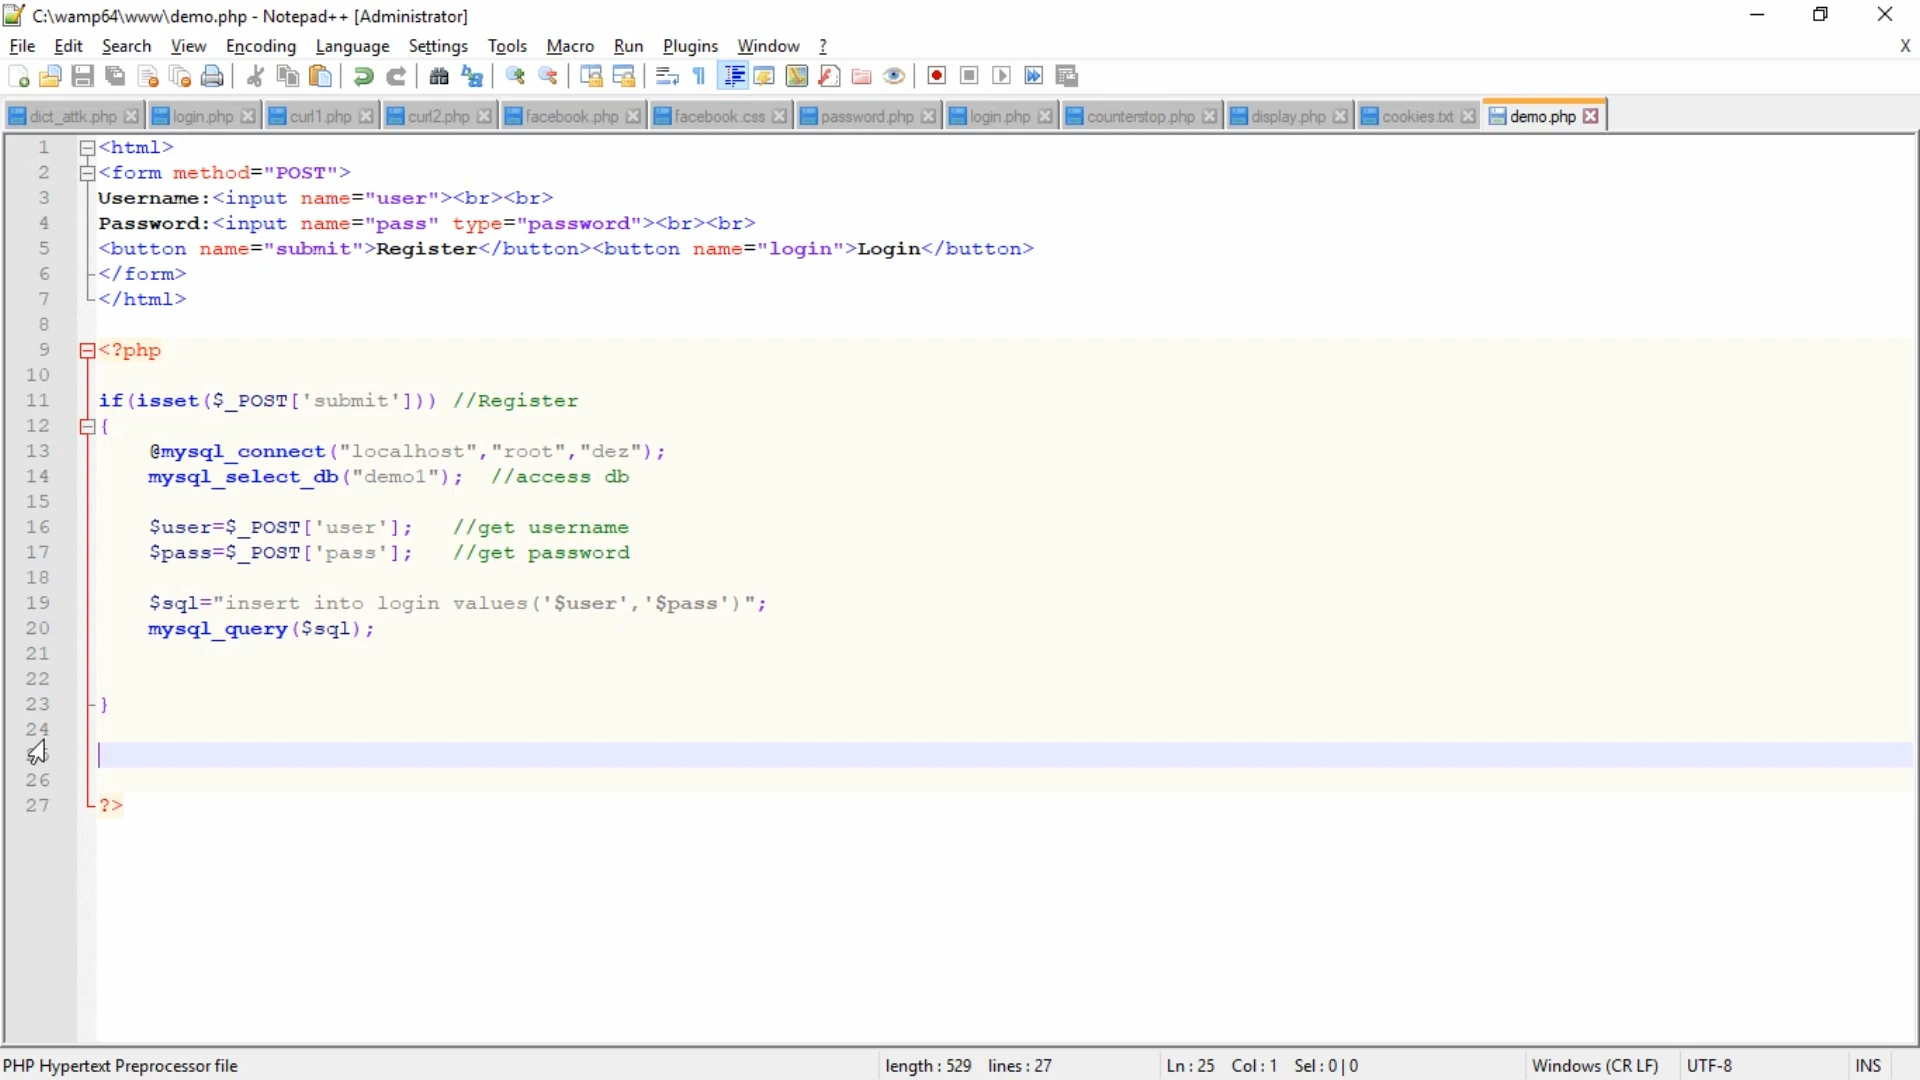 C:\wamp64\www\demo.php - Notepad++ [Administrator]
File Edit Search View Encoding Language Settings Tools Macro Run Plugins Window ? X
dict_attk.php login.php curl1.php curl2.php facebook.php facebook.css password.php login.php counterstop.php display.php cookies.txt demo.php
1 <html>
2 <form method="POST">
3 Username:<input name="user"><br><br>
4 Password:<input name="pass" type="password"><br><br>
5 <button name="submit">Register</button><button name="login">Login</button>
6 </form>
7 </html>
8
9 <?php
10
11 if(isset($_POST['submit'])) //Register
12 {
13 @mysql_connect("localhost","root","dez");
14 mysql_select_db("demo1"); //access db
15
16 $user=$_POST['user']; //get username
17 $pass=$_POST['pass']; //get password
18
19 $sql="insert into login values('$user','$pass')";
20 mysql_query($sql);
21
22
23 }
24
26
27 ?>
PHP Hypertext Preprocessor file length : 529 lines : 27 Ln : 25 Col : 1 Sel : 0 | 0 Windows (CR LF) UTF-8 INS